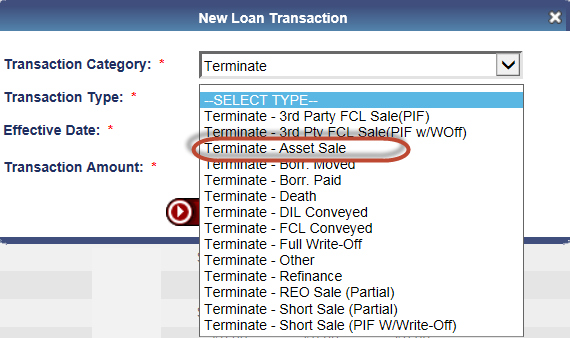 New Loan Transaction
Transaction Category: *
Terminate
Transaction Type: *
--SELECT TYPE--
Terminate - 3rd Party FCL Sale(PIF)
Effective Date: *
Terminate - 3rd Pty FCL Sale(PIF w/WOff)
Terminate - Asset Sale
Transaction Amount: *
Terminate - Borr. Moved
Terminate - Borr. Paid
Terminate - Death
Terminate - DIL Conveyed
Terminate - FCL Conveyed
Terminate - Full Write-Off
Terminate - Other
Terminate - Refinance
Terminate - REO Sale (Partial)
Terminate - Short Sale (Partial)
Terminate - Short Sale (PIF W/Write-Off)